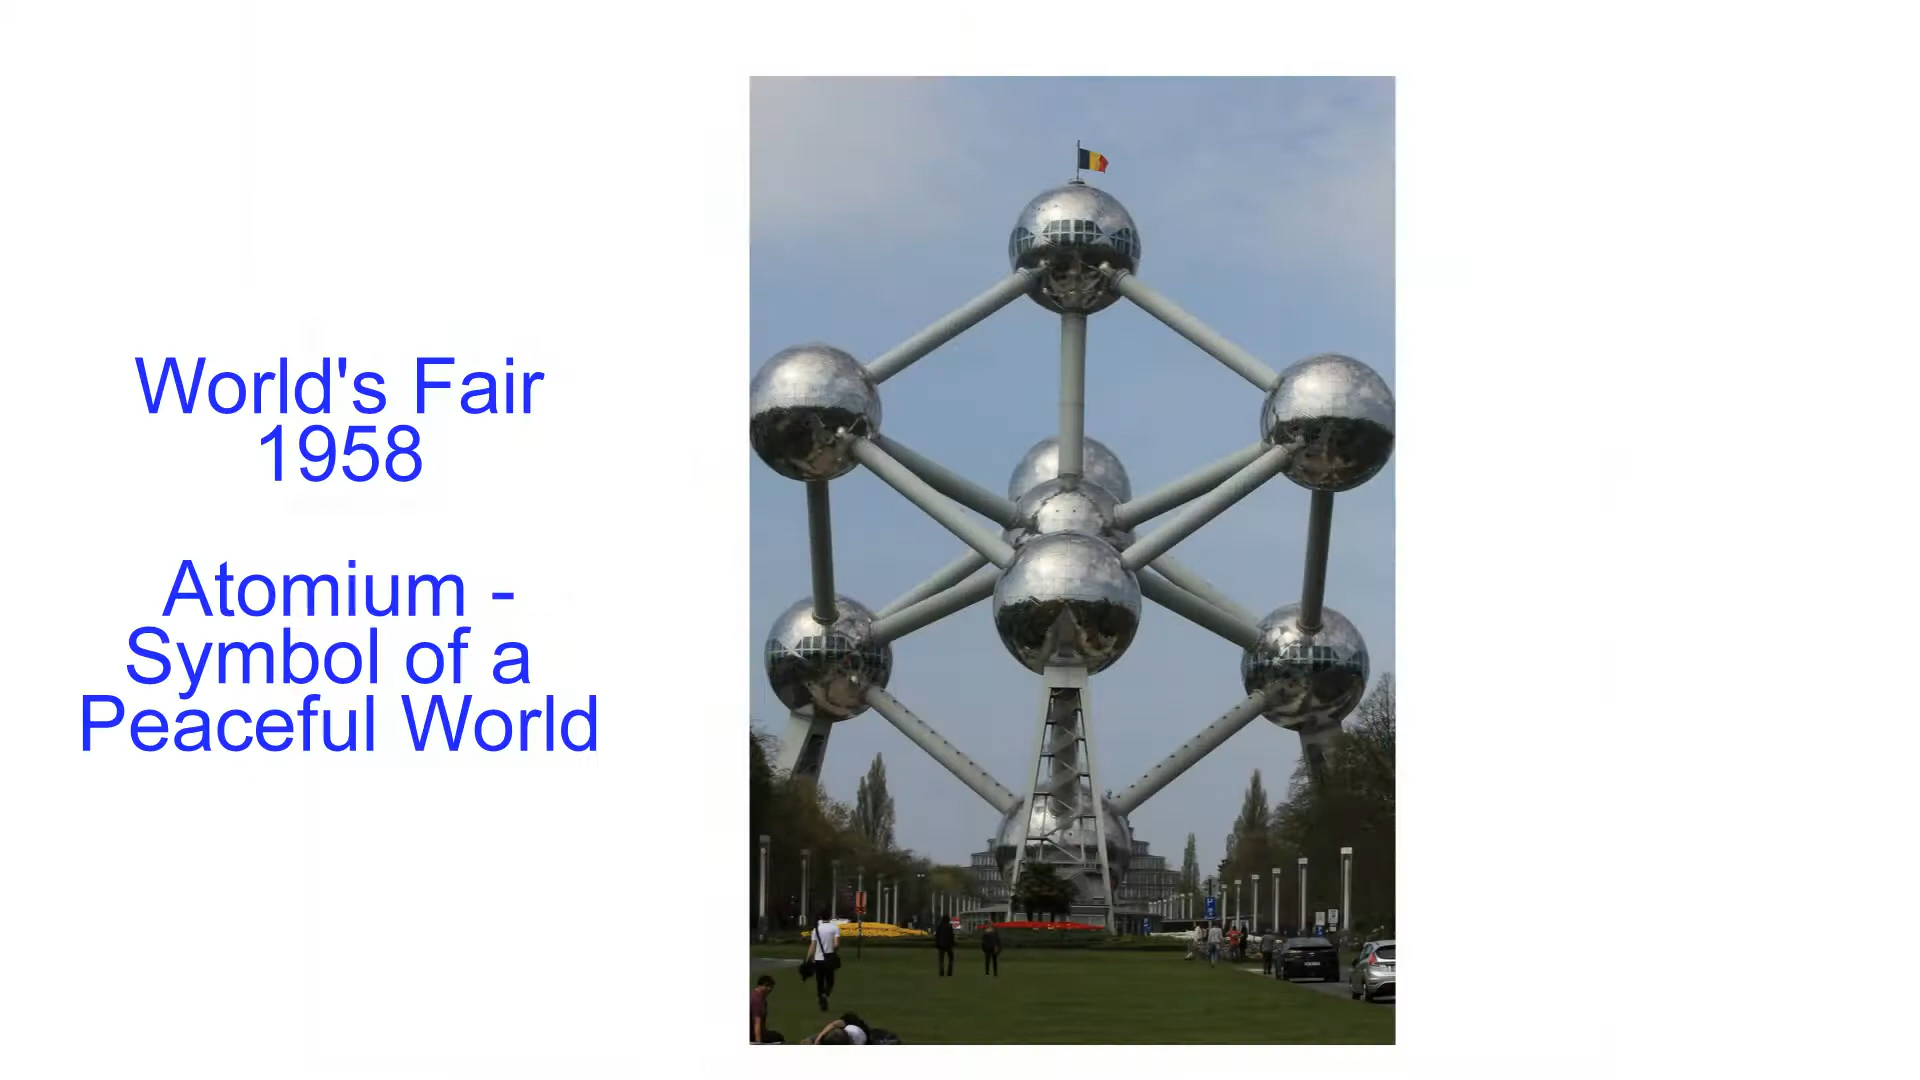 World's Fair
1958
Atomium -
Symbol of a
Peaceful World